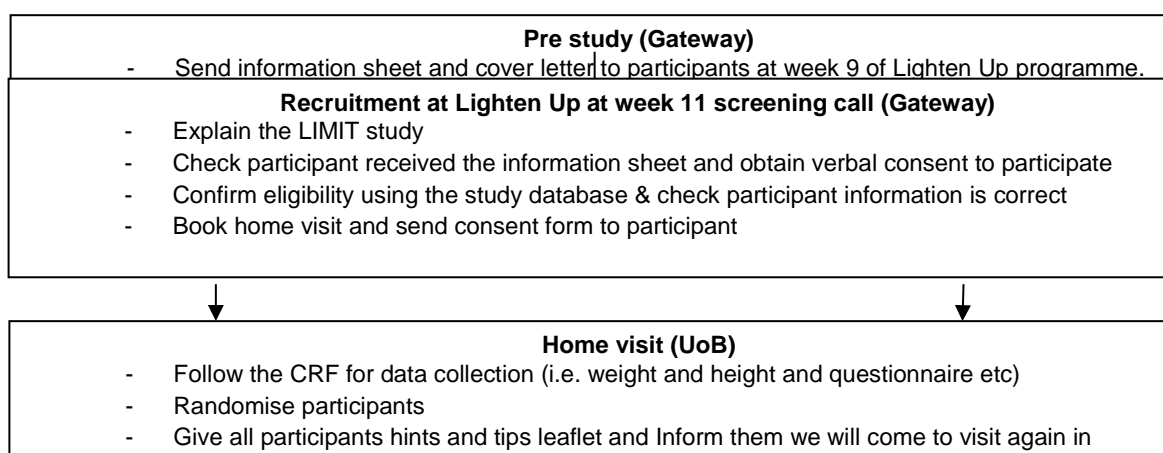 Pre study (Gateway)
- Send information sheet and cover letter to participants at week 9 of Lighten Up programme.
Recruitment at Lighten Up at week 11 screening call (Gateway)
- Explain the LIMIT study
- Check participant received the information sheet and obtain verbal consent to participate
- Confirm eligibility using the study database & check participant information is correct
- Book home visit and send consent form to participant
Home visit (UoB)
- Follow the CRF for data collection (i.e. weight and height and questionnaire etc)
- Randomise participants
- Give all participants hints and tips leaflet and Inform them we will come to visit again in